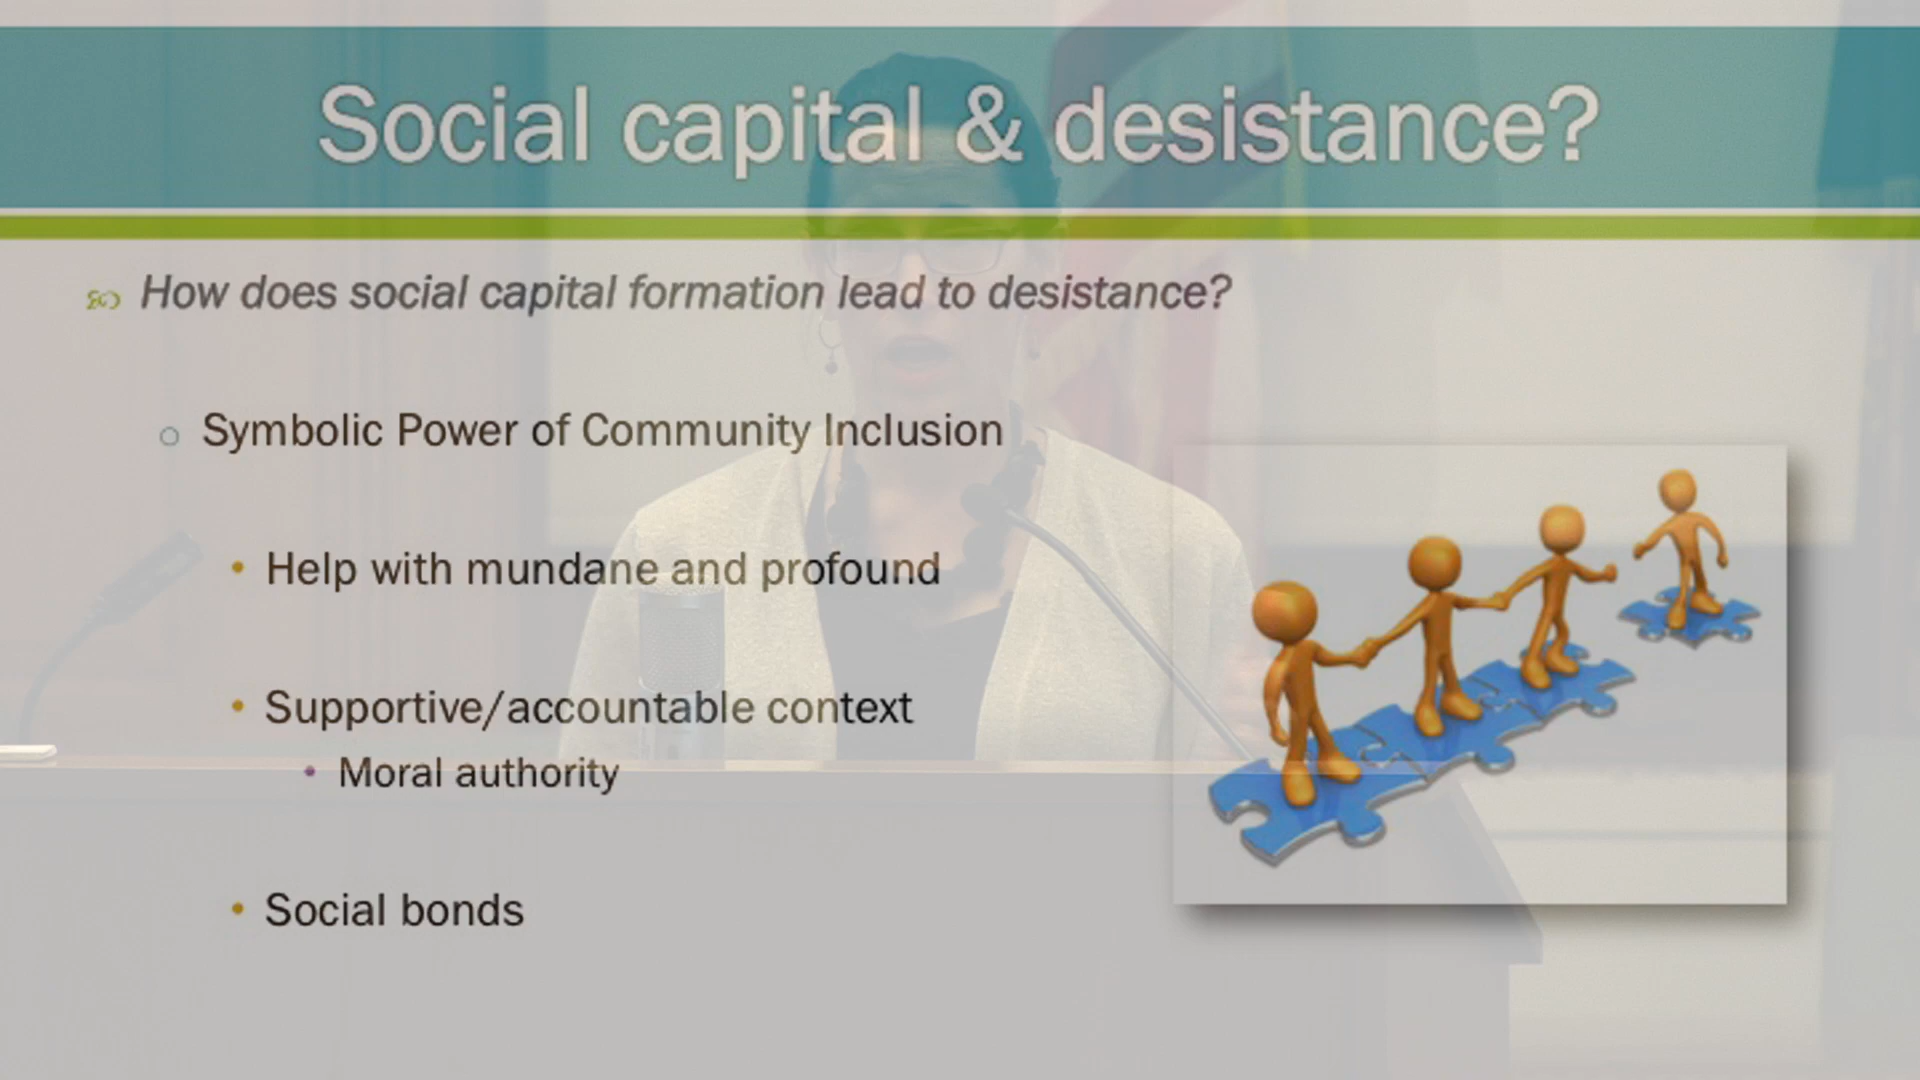 Social capital & desistance?
How does social capital formation lead to desistance?
Symbolic Power of Community Inclusion
Help with mundane and profound
Supportive/accountable context
Moral authority
Social bonds